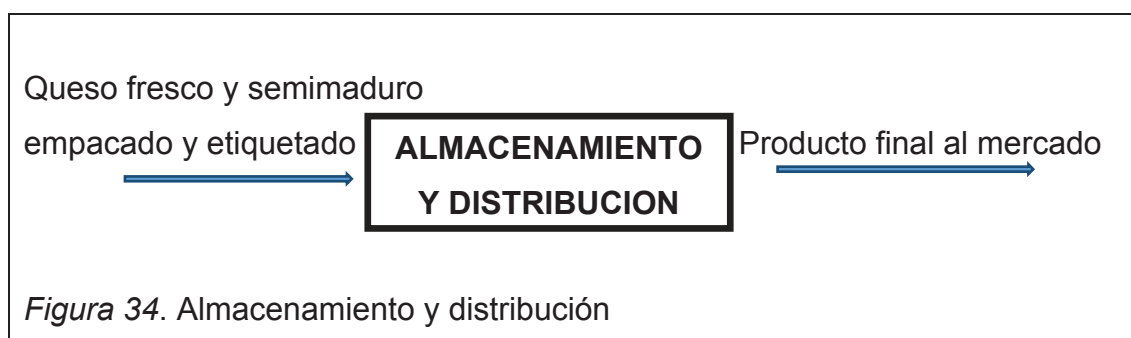 Queso fresco y semimaduro
empacado y etiquetado
ALMACENAMIENTO
Y DISTRIBUCION
Producto final al mercado
Figura 34. Almacenamiento y distribución